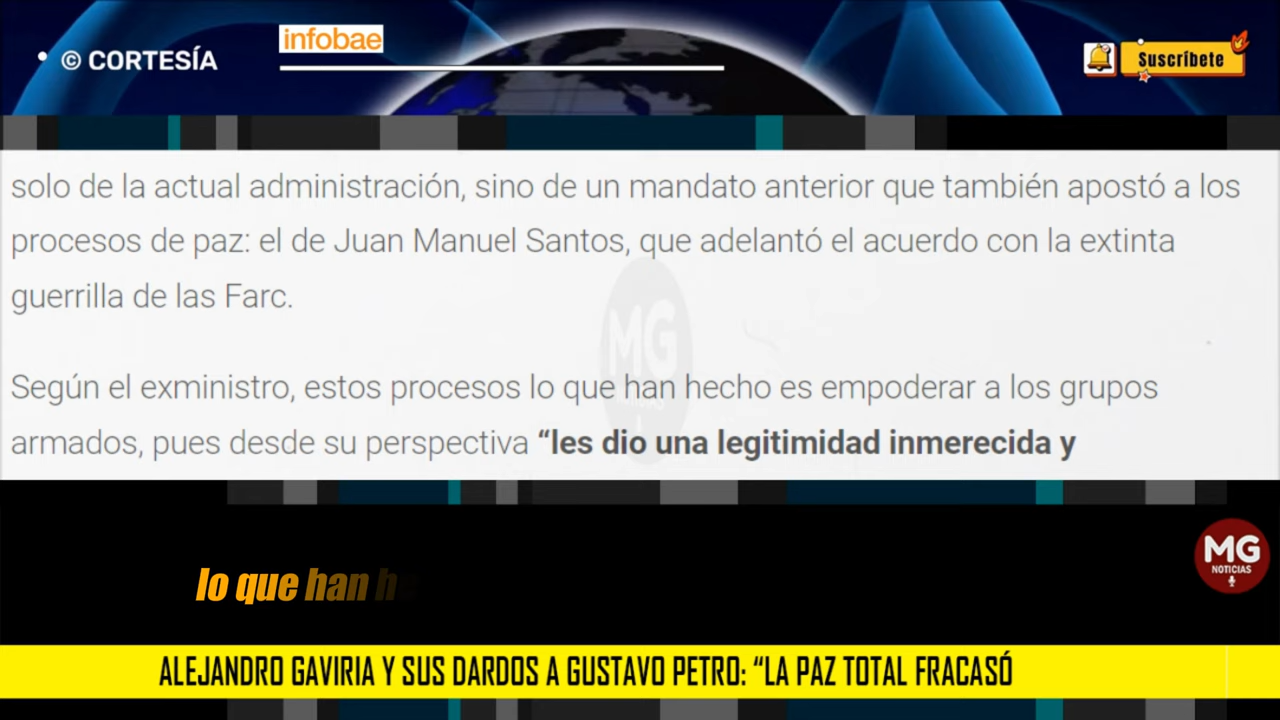 © CORTESÍA
infobae
Suscríbete
solo de la actual administración, sino de un mandato anterior que también apostó a los
procesos de paz: el de Juan Manuel Santos, que adelantó el acuerdo con la extinta
guerrilla de las Farc.
MG
Según el exministro, estos procesos lo que han hecho es empoderar a los grupos
armados, pues desde su perspectiva “les dio una legitimidad inmerecida y
MG
NOTICIAS
lo que han he
ALEJANDRO GAVIRIA Y SUS DARDOS A GUSTAVO PETRO: “LA PAZ TOTAL FRACASÓ